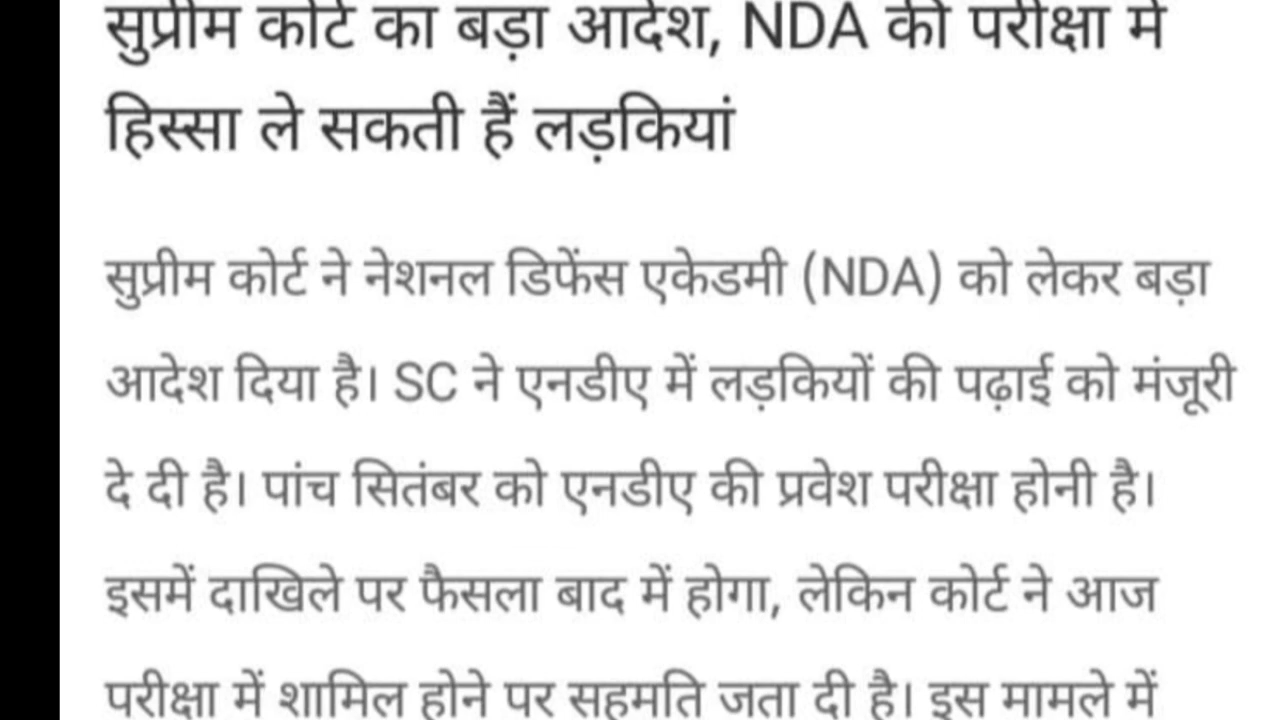 सुप्रीम कोर्ट का बड़ा आदेश, NDA की परीक्षा में
हिस्सा ले सकती हैं लड़कियां
सुप्रीम कोर्ट ने नेशनल डिफेंस एकेडमी (NDA) को लेकर बड़ा
आदेश दिया है। SC ने एनडीए में लड़कियों की पढ़ाई को मंजूरी
दे दी है। पांच सितंबर को एनडीए की प्रवेश परीक्षा होनी है।
इसमें दाखिले पर फैसला बाद में होगा, लेकिन कोर्ट ने आज
परीक्षा में शामिल होने पर सहमति जता दी है। इस मामले में